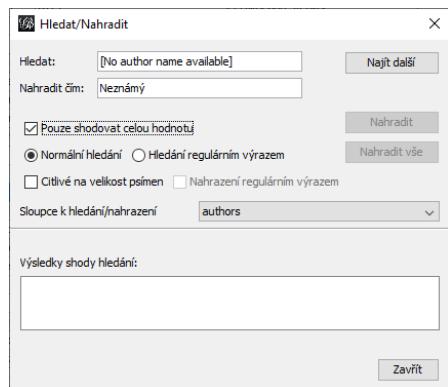 Hledat/Nahradit
Hledat: [No author name available] Najít další
Nahradit čím: Neznámý
Pouze shodovat celou hodnotu Nahradit
Normální hledání Hledání regulárním výrazem Nahradit vše
Citlivé na velikost psímen Nahrazení regulárním výrazem
Sloupce k hledání/nahrazení authors
Výsledky shody hledání:
Zavřít